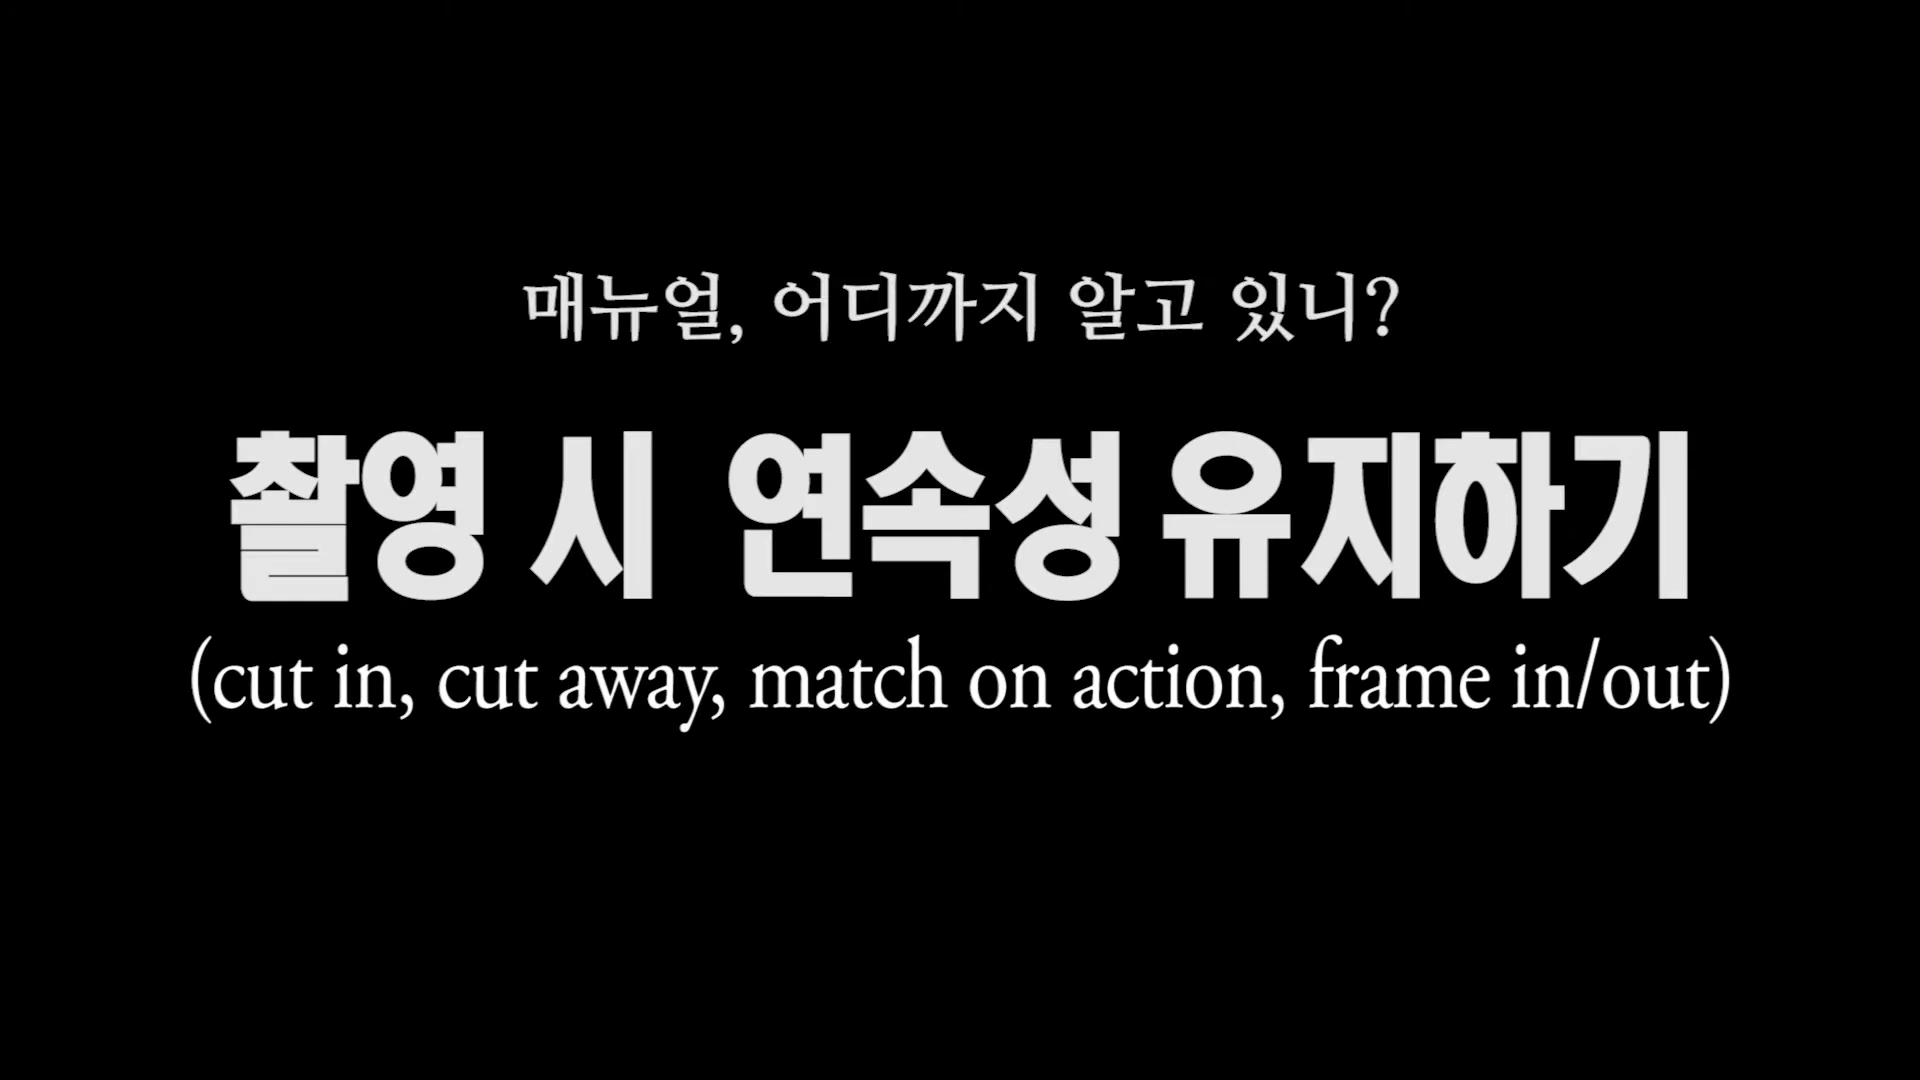 매뉴얼, 어디까지 알고 있니?
촬영 시 연속성 유지하기
(cut in, cut away, match on action, frame in/out)